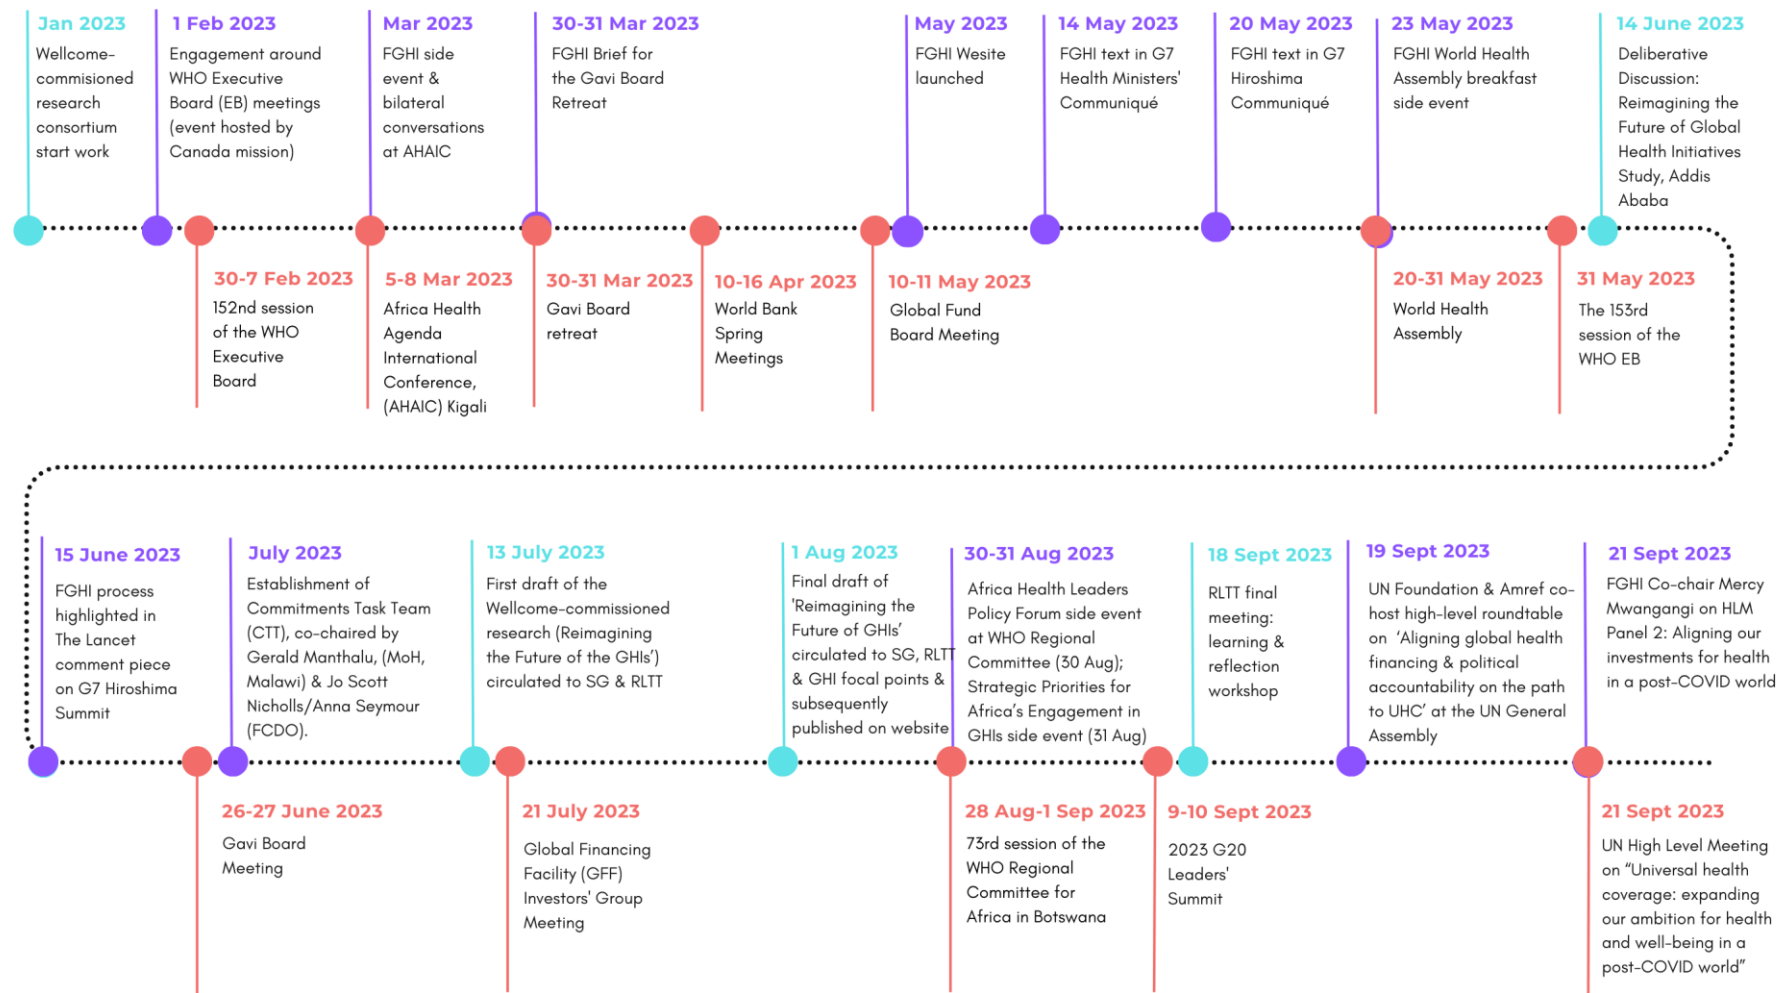 Jan 2023
Wellcome-
commisioned
research
consortium
start work
1 Feb 2023
Engagement around
WHO Executive
Board (EB) meetings
(event hosted by
Canada mission)
Mar 2023
FGHI side
event &
bilateral
conversations
at AHAIC
30-31 Mar 2023
FGHI Brief for
the Gavi Board
Retreat
May 2023
FGHI Wesite
launched
14 May 2023
FGHI text in G7
Health Ministers'
Communiqué
20 May 2023
FGHI text in G7
Hiroshima
Communiqué
23 May 2023
FGHI World Health
Assembly breakfast
side event
14 June 2023
Deliberative
Discussion:
Reimagining the
Future of Global
Health Initiatives
Study, Addis
Ababa
30-7 Feb 2023
152nd session
of the WHO
Executive
Board
5-8 Mar 2023
Africa Health
Agenda
International
Conference,
(AHAIC) Kigali
30-31 Mar 2023
Gavi Board
retreat
10-16 Apr 2023
World Bank
Spring
Meetings
10-11 May 2023
Global Fund
Board Meeting
20-31 May 2023
World Health
Assembly
31 May 2023
The 153rd
session of the
WHO EB
15 June 2023
FGHI process
highlighted in
The Lancet
comment piece
on G7 Hiroshima
Summit
July 2023
Establishment of
Commitments Task Team
(CTT), co-chaired by
Gerald Manthalu, (MoH,
Malawi) & Jo Scott
Nicholls/Anna Seymour
(FCDO).
13 July 2023
First draft of the
Wellcome-commissioned
research (Reimagining
the Future of the GHIs')
circulated to SG & RLTT
1 Aug 2023
Final draft of
'Reimagining the
Future of GHIs'
circulated to SG, RLTT
& GHI focal points &
subsequently
published on website
30-31 Aug 2023
Africa Health Leaders
Policy Forum side event
at WHO Regional
Committee (30 Aug);
Strategic Priorities for
Africa's Engagement in
GHIs side event (31 Aug)
18 Sept 2023
RLTT final
meeting:
learning &
reflection
workshop
19 Sept 2023
UN Foundation & Amref co-
host high-level roundtable
on 'Aligning global health
financing & political
accountability on the path
to UHC' at the UN General
Assembly
21 Sept 2023
FGHI Co-chair Mercy
Mwangangi on HLM
Panel 2: Aligning our
investments for health
in a post-COVID world
26-27 June 2023
Gavi Board
Meeting
21 July 2023
Global Financing
Facility (GFF)
Investors' Group
Meeting
28 Aug-1 Sep 2023
73rd session of the
WHO Regional
Committee for
Africa in Botswana
9-10 Sept 2023
2023 G20
Leaders'
Summit
21 Sept 2023
UN High Level Meeting
on “Universal health
coverage: expanding
our ambition for health
and well-being in a
post-COVID world”